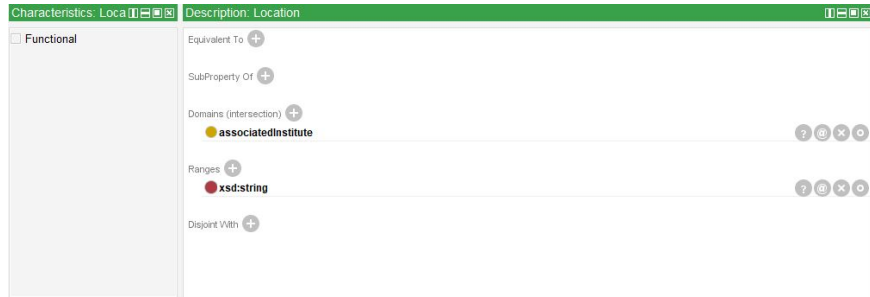 Characteristics: Loca
Description: Location
Functional
Equivalent To
SubProperty Of
Domains (intersection)
associatedInstitute
Ranges
xsd:string
Disjoint With